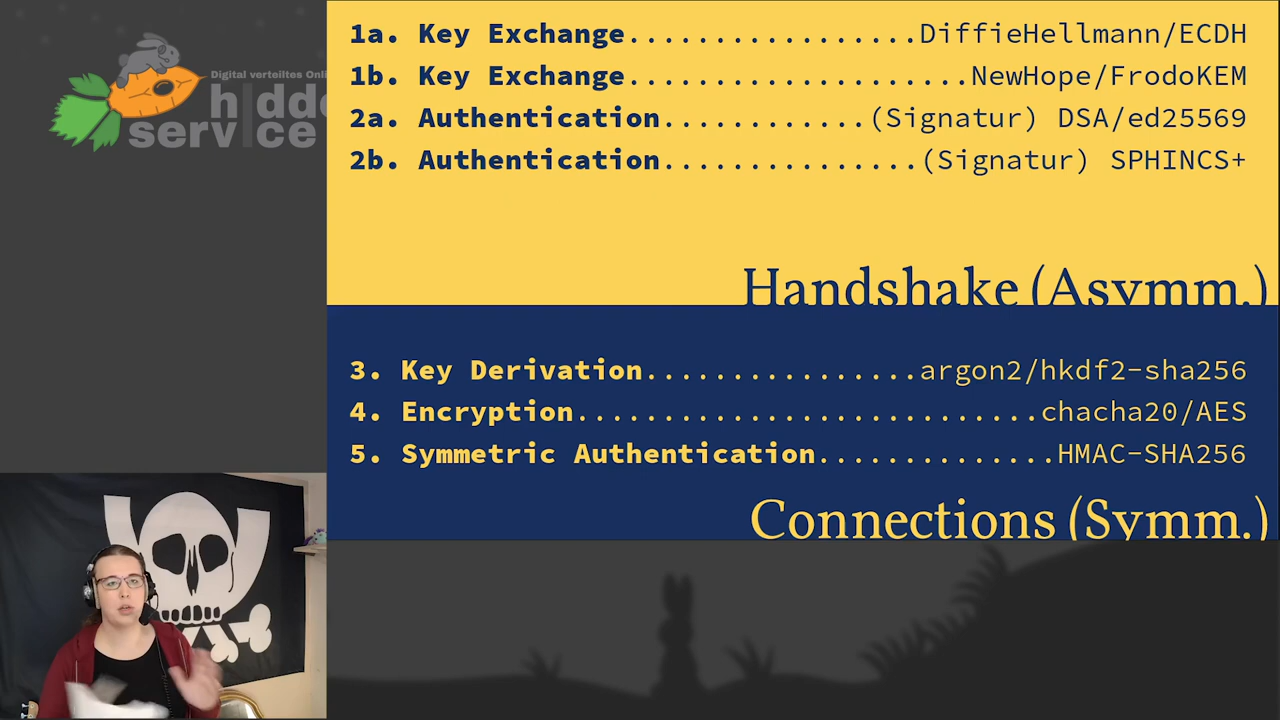 Digital verteiltes Onli
hidde
service
1a. Key Exchange.................DiffieHellmann/ECDH
1b. Key Exchange....................NewHope/FrodoKEM
2a. Authentication............(Signatur) DSA/ed25569
2b. Authentication...............(Signatur) SPHINCS+
Handshake (Asymm.)
3. Key Derivation................argon2/hkdf2-sha256
4. Encryption...........................chacha20/AES
5. Symmetric Authentication..............HMAC-SHA256
Connections (Symm.)